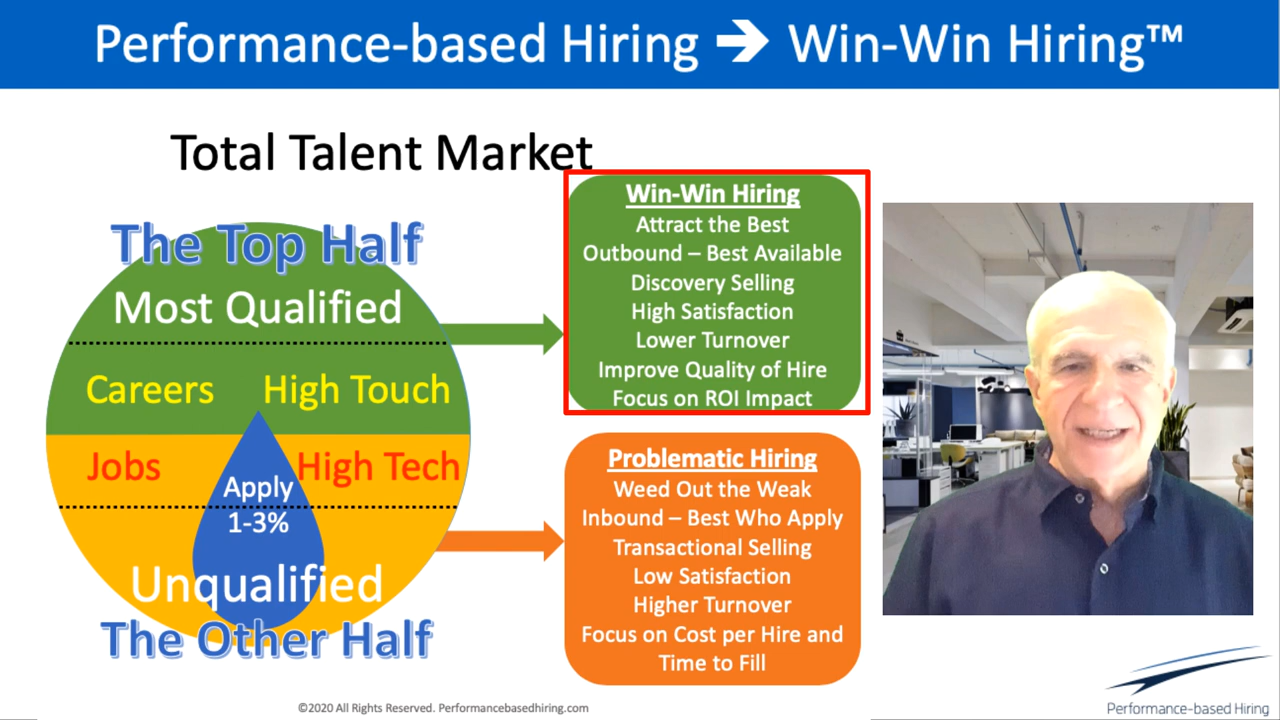 Performance-based Hiring ➔ Win-Win Hiring™
Total Talent Market
The Top Half
Most Qualified
Careers High Touch
Jobs High Tech
Apply
1-3%
Unqualified
The Other Half
Win-Win Hiring
Attract the Best
Outbound – Best Available
Discovery Selling
High Satisfaction
Lower Turnover
Improve Quality of Hire
Focus on ROI Impact
Problematic Hiring
Weed Out the Weak
Inbound – Best Who Apply
Transactional Selling
Low Satisfaction
Higher Turnover
Focus on Cost per Hire and
Time to Fill
©2020 All Rights Reserved. Performancebasedhiring.com
Performance-based Hiring